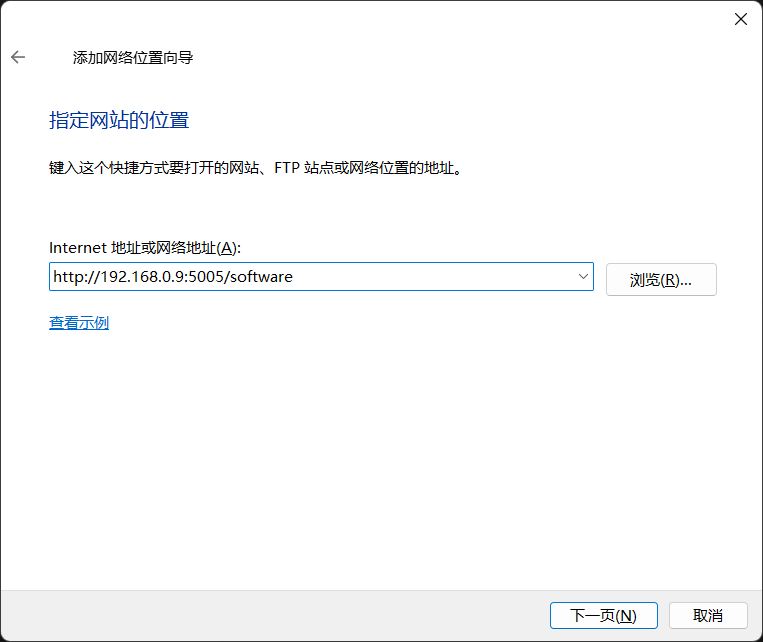 添加网络位置向导
指定网站的位置
键入这个快捷方式要打开的网站、FTP 站点或网络位置的地址。
Internet 地址或网络地址(A):
http://192.168.0.9:5005/software
浏览(R)...
查看示例
下一页(N)
取消